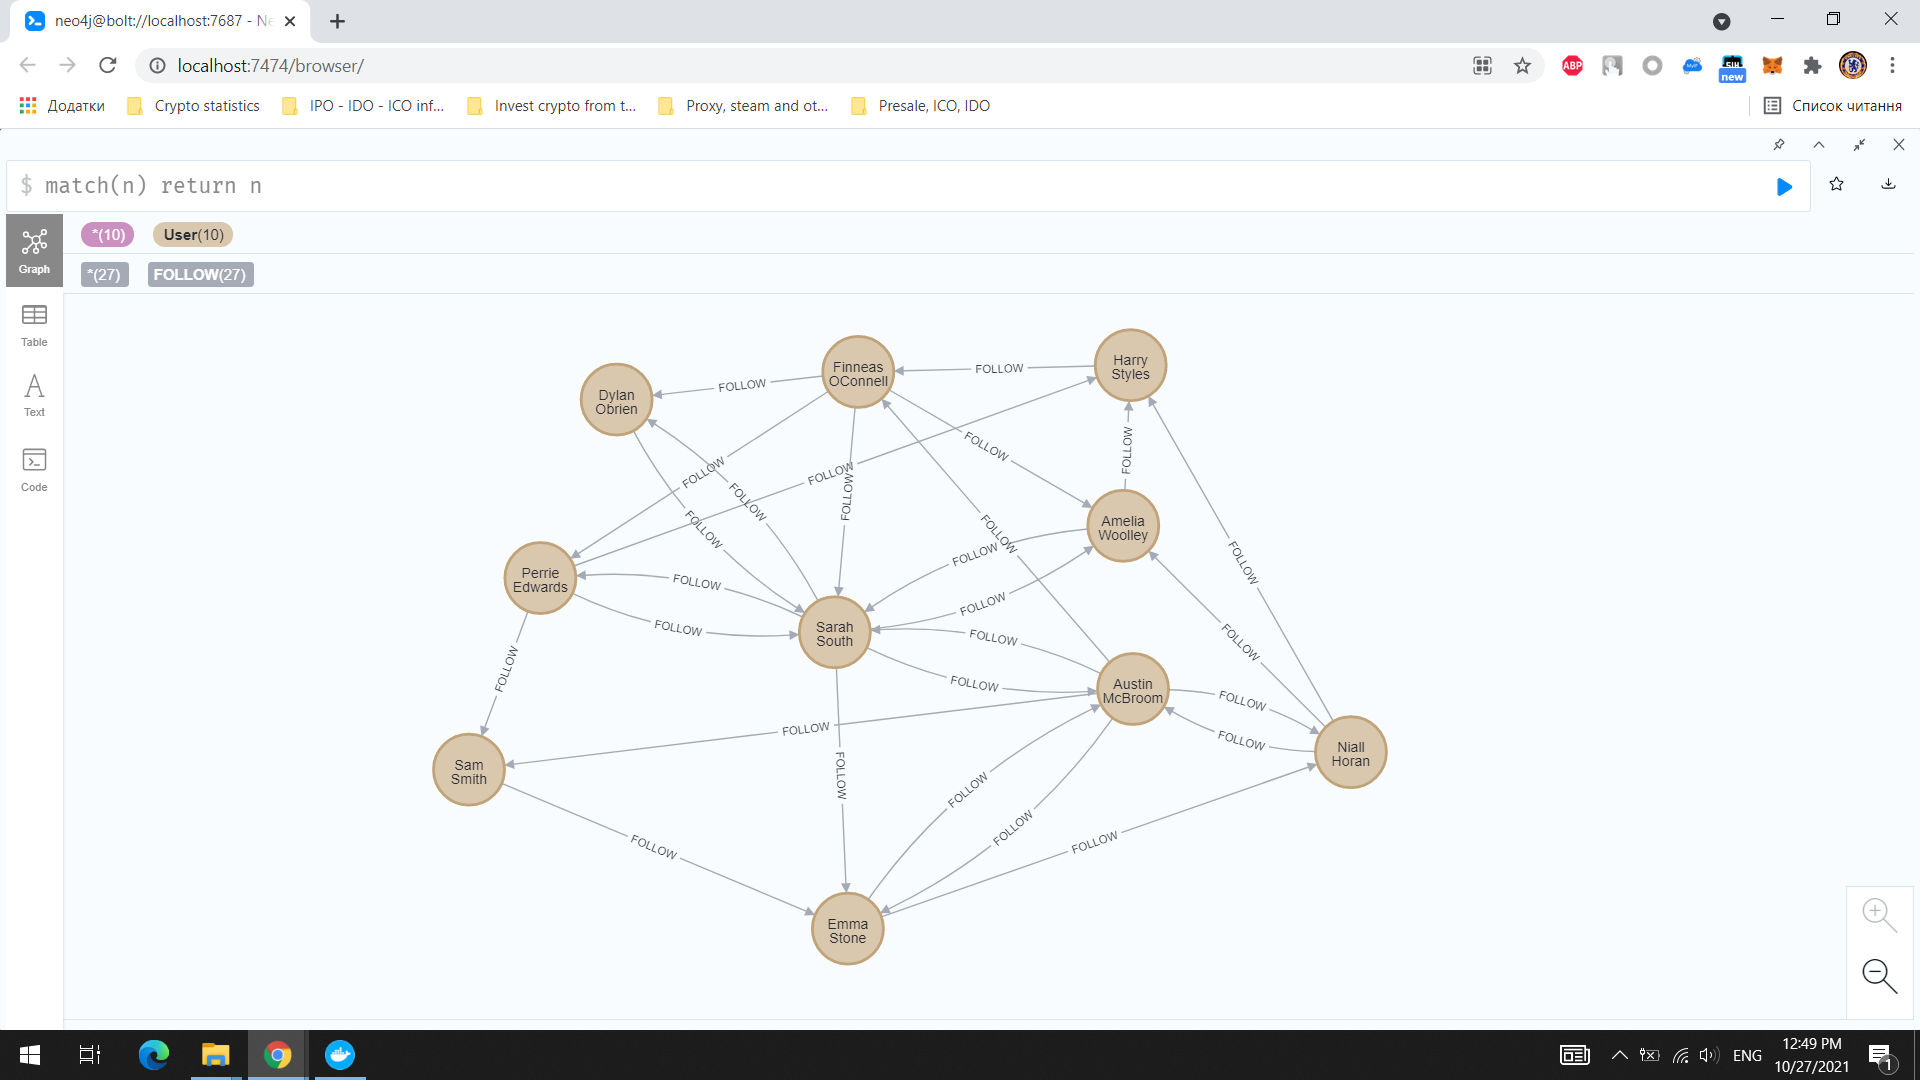 neo4j@bolt://localhost:7687 - Ne
localhost:7474/browser/
ABP
new
Додатки
Crypto statistics
IPO - IDO - ICO inf...
Invest crypto from t...
Proxy, steam and ot...
Presale, ICO, IDO
Список читання
$ match(n) return n
*(10)
User(10)
*(27)
FOLLOW(27)
Graph
Table
Text
Code
Finneas
OConnell
Harry
Styles
Dylan
Obrien
FOLLOW
FOLLOW
FOLLOW
FOLLOW
FOLLOW
FOLLOW
FOLLOW
FOLLOW
FOLLOW
FOLLOW
Amelia
Woolley
FOLLOW
FOLLOW
FOLLOW
Perrie
Edwards
FOLLOW
FOLLOW
FOLLOW
Sarah
South
FOLLOW
FOLLOW
FOLLOW
FOLLOW
Austin
McBroom
FOLLOW
FOLLOW
FOLLOW
Niall
Horan
Sam
Smith
FOLLOW
FOLLOW
FOLLOW
FOLLOW
FOLLOW
Emma
Stone
ENG
12:49 PM
10/27/2021
1